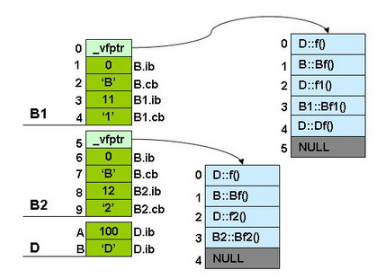 0 _vfptr
1 0 B.ib
2 'B' B.cb
3 11 B1.ib
B1 4 '1' B1.cb
5 _vfptr
6 0 B.ib
7 'B' B.cb
8 12 B2.ib
B2 9 '2' B2.cb
A 100 D.ib
D B 'D' D.ib
0 D::f()
1 B::Bf()
2 D::f1()
3 B1::Bf1()
4 D::Df()
5 NULL
0 D::f()
1 B::Bf()
2 D::f2()
3 B2::Bf2()
4 NULL